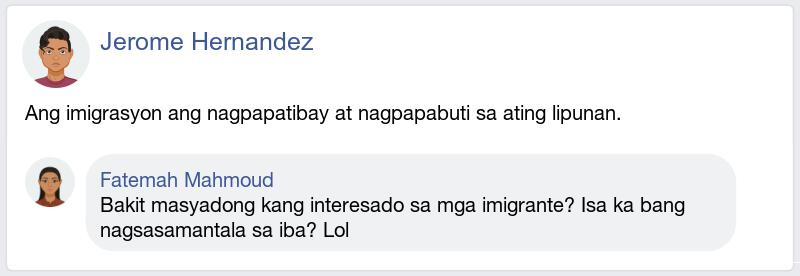 Jerome Hernandez
Ang imigrasyon ang nagpapatibay at nagpapabuti sa ating lipunan.
Fatemah Mahmoud
Bakit masyadong kang interesado sa mga imigrante? Isa ka bang
nagsasamantala sa iba? Lol